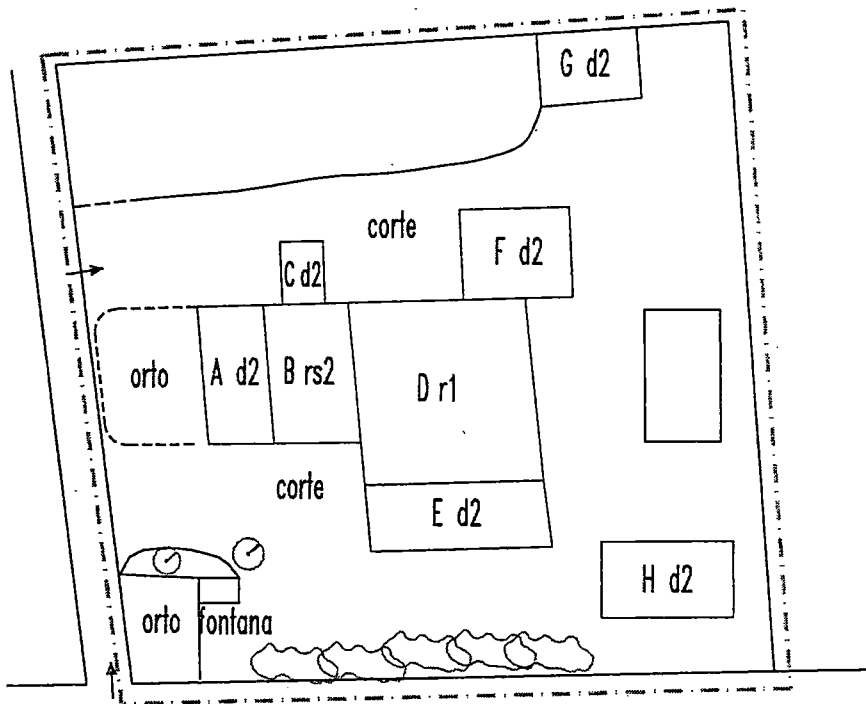 G d2
corte
F d2
C d2
orto
A d2
B rs2
D r1
corte
E d2
H d2
orto
fontana